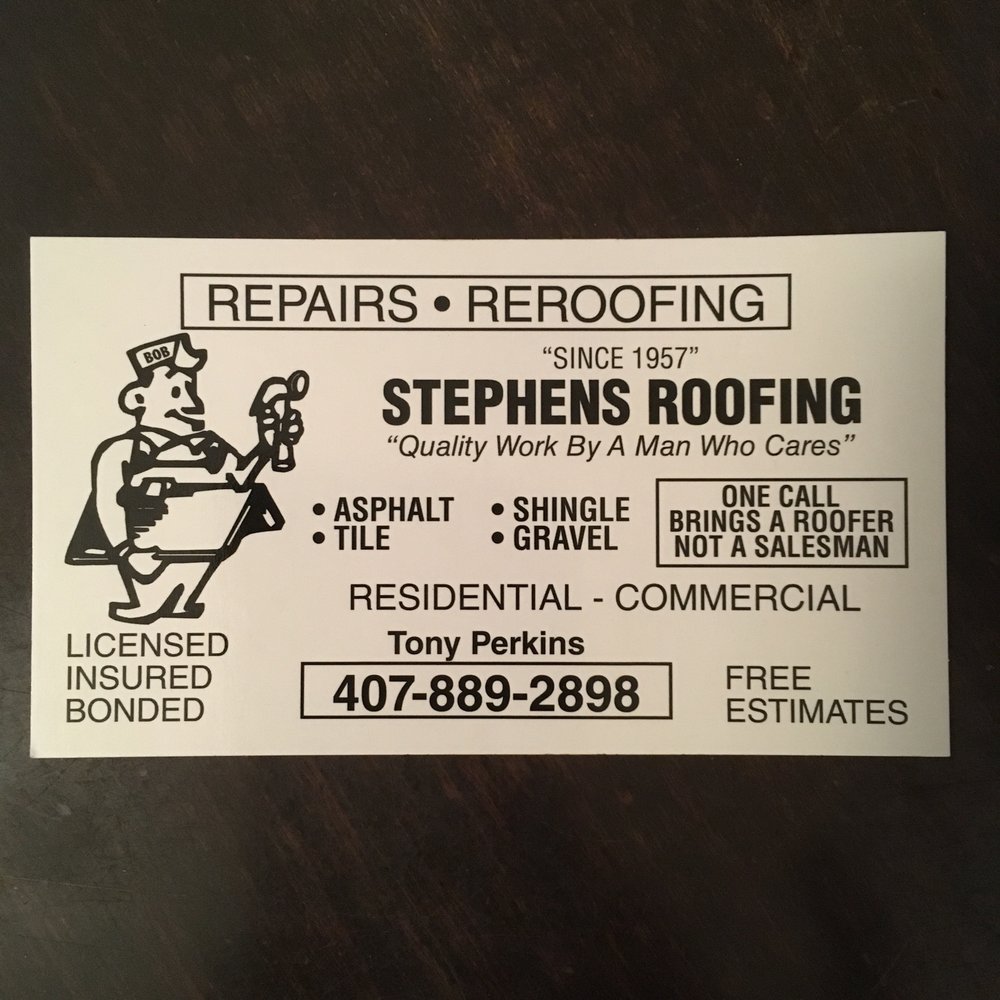 REPAIRS • REROOFING
BOB
“SINCE 1957”
STEPHENS ROOFING
“Quality Work By A Man Who Cares”
• ASPHALT • SHINGLE
• TILE • GRAVEL
ONE CALL
BRINGS A ROOFER
NOT A SALESMAN
RESIDENTIAL - COMMERCIAL
LICENSED
INSURED
BONDED
Tony Perkins
407-889-2898
FREE
ESTIMATES